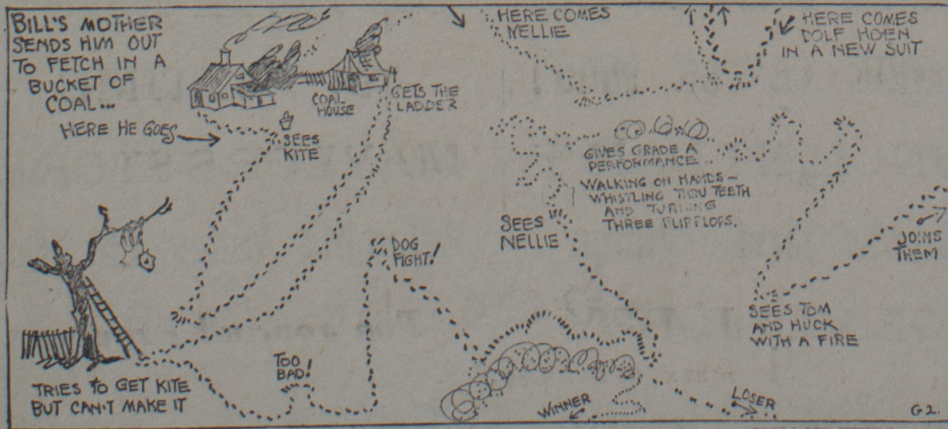 BILL'S MOTHER
SENDS HIM OUT
TO FETCH IN A
BUCKET OF
COAL...
HERE HE GOES
COAL
HOUSE
GETS THE
LADDER
SEES
KITE
TRIES TO GET KITE
BUT CAN'T MAKE IT
TOO
BAD!
DOG
FIGHT!
HERE COMES
NELLIE
HERE COMES
DOLF HOEN
IN A NEW SUIT
SEES
NELLIE
GIVES GRADE A
PERFORMANCE..
WALKING ON HANDS-
WHISTLING THRU TEETH
AND TURNING
THREE FLIPFLOPS.
WINNER
LOSER
SEES TOM
AND HUCK
WITH A FIRE
JOINS
THEM
G2.